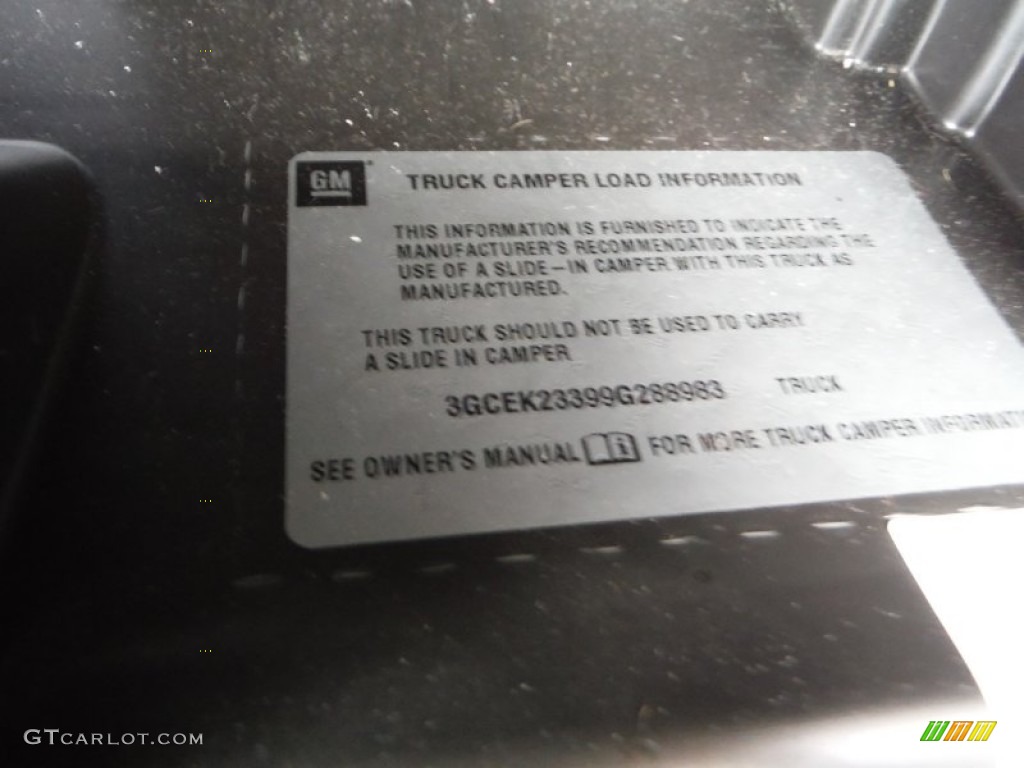 GM
TRUCK CAMPER LOAD INFORMATION
THIS INFORMATION IS FURNISHED TO INDICATE THE
MANUFACTURER'S RECOMMENDATION REGARDING THE
USE OF A SLIDE-IN CAMPER WITH THIS TRUCK AS
MANUFACTURED.
THIS TRUCK SHOULD NOT BE USED TO CARRY
A SLIDE IN CAMPER
3GCEK23399G288983 TRUCK
SEE OWNER'S MANUAL FOR MORE TRUCK CAMPER INFORMATI
GTCARLOT.COM